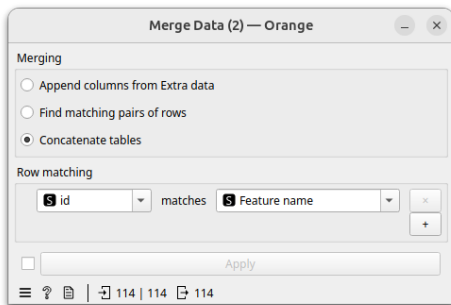 Merge Data (2) — Orange
Merging
Append columns from Extra data
Find matching pairs of rows
Concatenate tables
Row matching
S id matches S Feature name ×
+
Apply
? 114 | 114 114